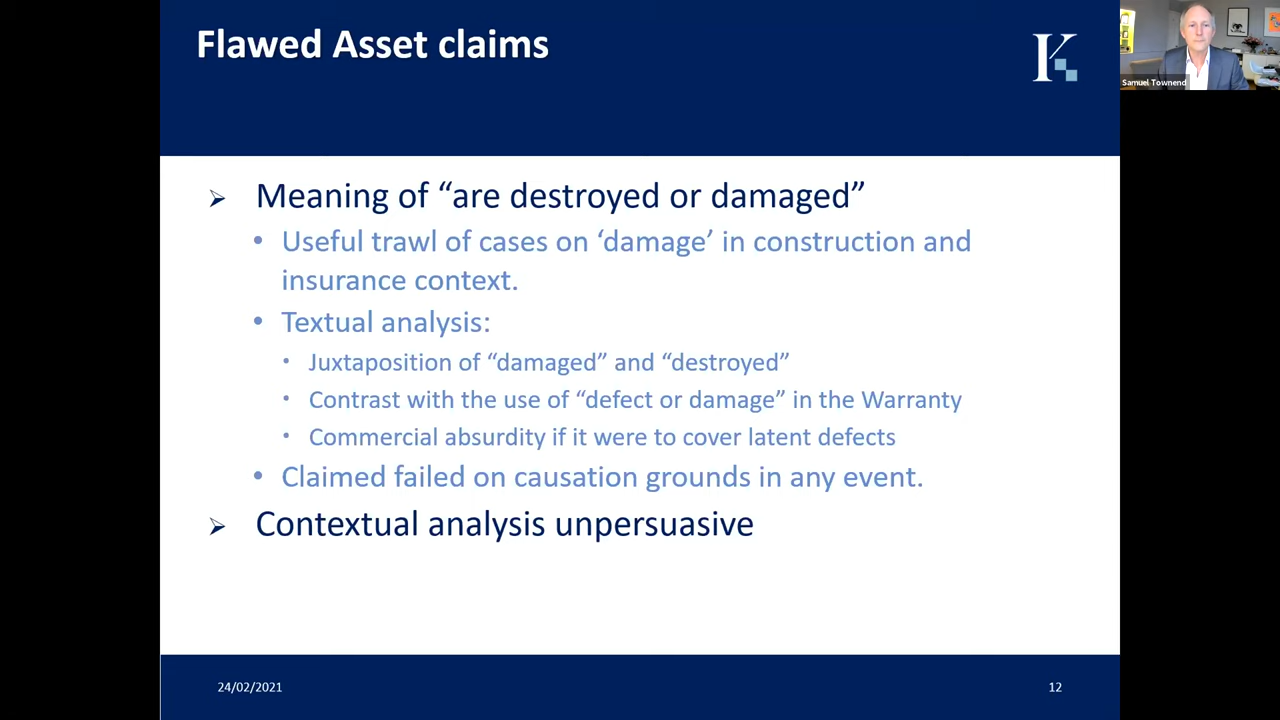 Flawed Asset claims
K
Samuel Townend
➢ Meaning of “are destroyed or damaged”
• Useful trawl of cases on ‘damage’ in construction and
insurance context.
• Textual analysis:
• Juxtaposition of “damaged” and “destroyed”
• Contrast with the use of “defect or damage” in the Warranty
• Commercial absurdity if it were to cover latent defects
• Claimed failed on causation grounds in any event.
➢ Contextual analysis unpersuasive
24/02/2021
12